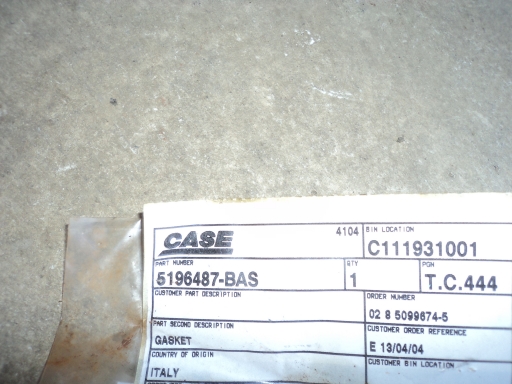 CASE 4104 BIN LOCATION
C111931001
PART NUMBER QTY PGN
5196487-BAS 1 T.C.444
CUSTOMER PART DESCRIPTION ORDER NUMBER
02 8 5099674-5
PART SECOND DESCRIPTION CUSTOMER ORDER REFERENCE
GASKET E 13/04/04
COUNTRY OF ORIGIN CUSTOMER BIN LOCATION
ITALY